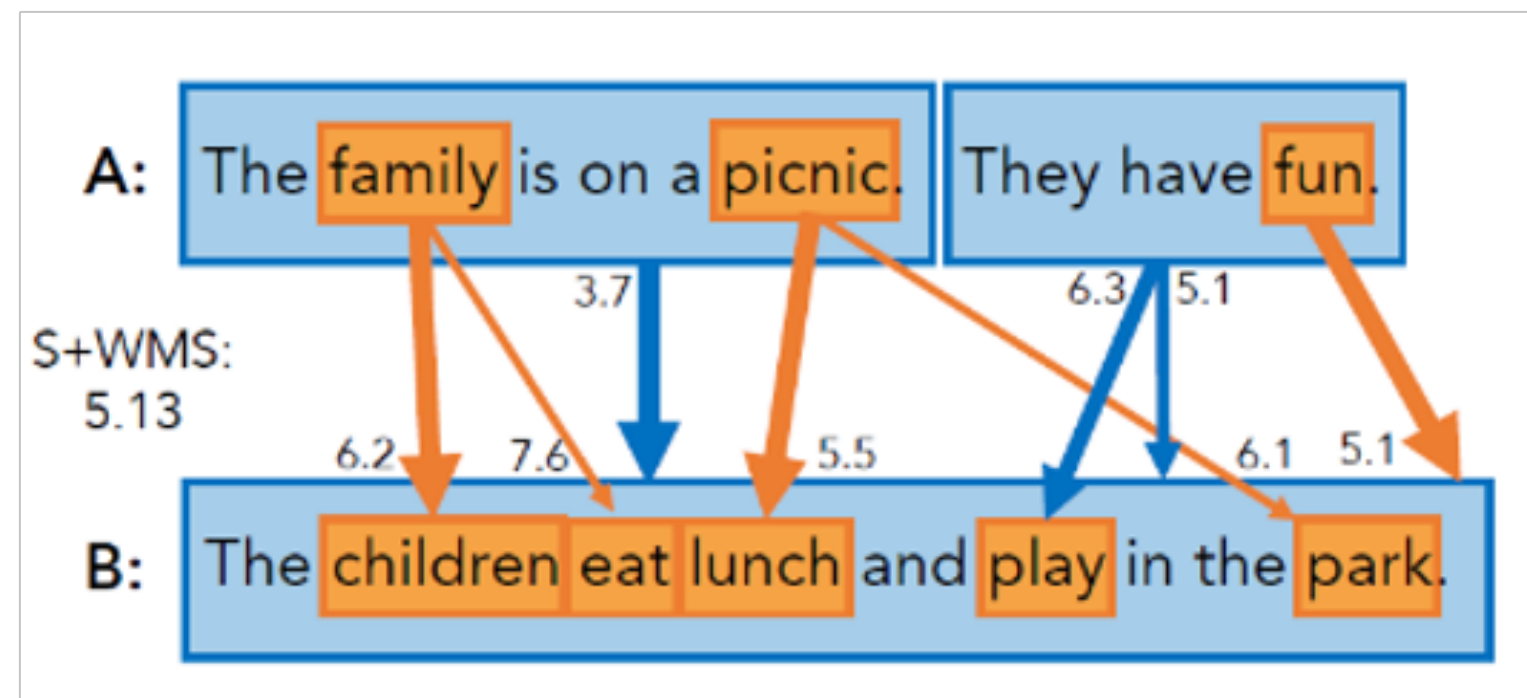 A: The family is on a picnic. They have fun.
3.7 6.3 5.1
S+WMS:
5.13
6.2 7.6 5.5 6.1 5.1
B: The children eat lunch and play in the park.